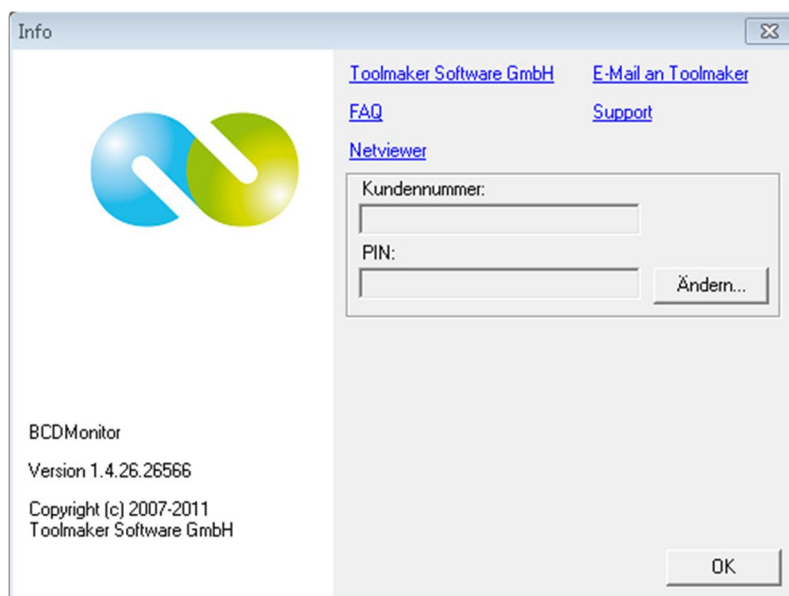 Info
Toolmaker Software GmbH
E-Mail an Toolmaker
FAQ
Support
Netviewer
Kundennummer:
PIN:
Ändern...
BCDMonitor
Version 1.4.26.26566
Copyright (c) 2007-2011
Toolmaker Software GmbH
OK